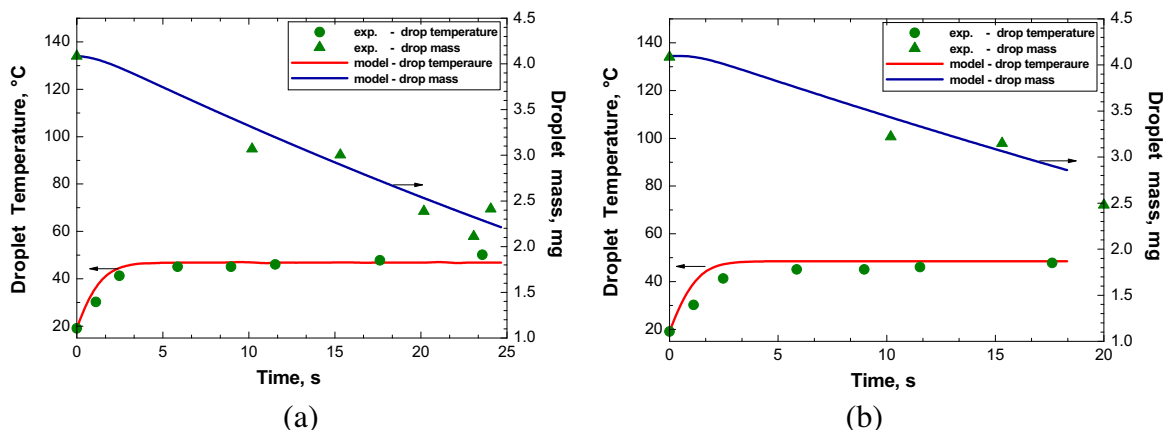 exp. - drop temperature
exp. - drop mass
model - drop temperaure
model - drop mass
140
120
100
80
60
40
20
Droplet Temperature, °C
4.5
4.0
3.5
3.0
2.5
2.0
1.5
1.0
Droplet mass, mg
0
5
10
15
20
25
Time, s
(a)
exp. - drop temperature
exp. - drop mass
model - drop temperaure
model - drop mass
140
120
100
80
60
40
20
Droplet Temperature, °C
4.5
4.0
3.5
3.0
2.5
2.0
1.5
1.0
Droplet mass, mg
0
5
10
15
20
Time, s
(b)